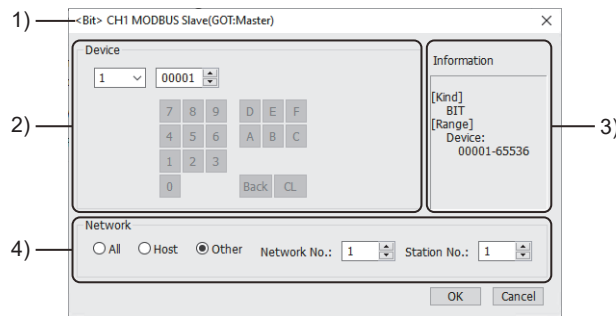 1)
<Bit> CH1 MODBUS Slave(GOT:Master)
Device
1 00001
7 8 9 D E F
4 5 6 A B C
1 2 3
0 Back CL
2)
Information
[Kind]
BIT
[Range]
Device:
00001-65536
3)
4)
Network
All Host Other Network No.: 1 Station No.: 1
OK Cancel